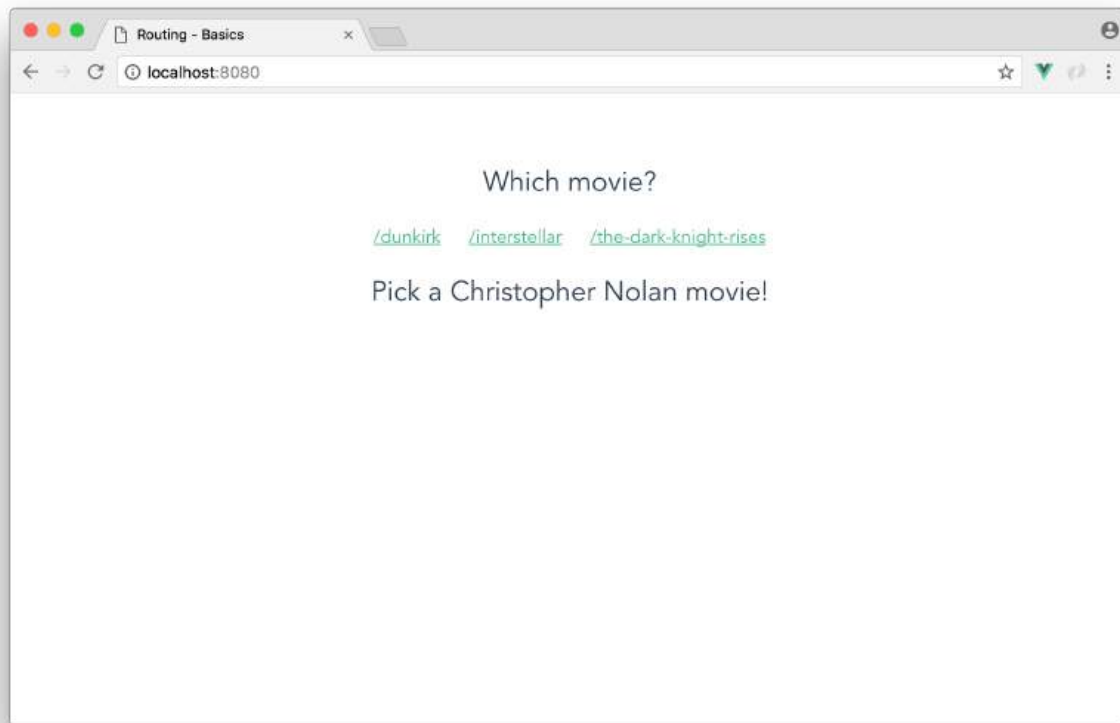 Routing - Basics
localhost:8080
Which movie?
/dunkirk /interstellar /the-dark-knight-rises
Pick a Christopher Nolan movie!